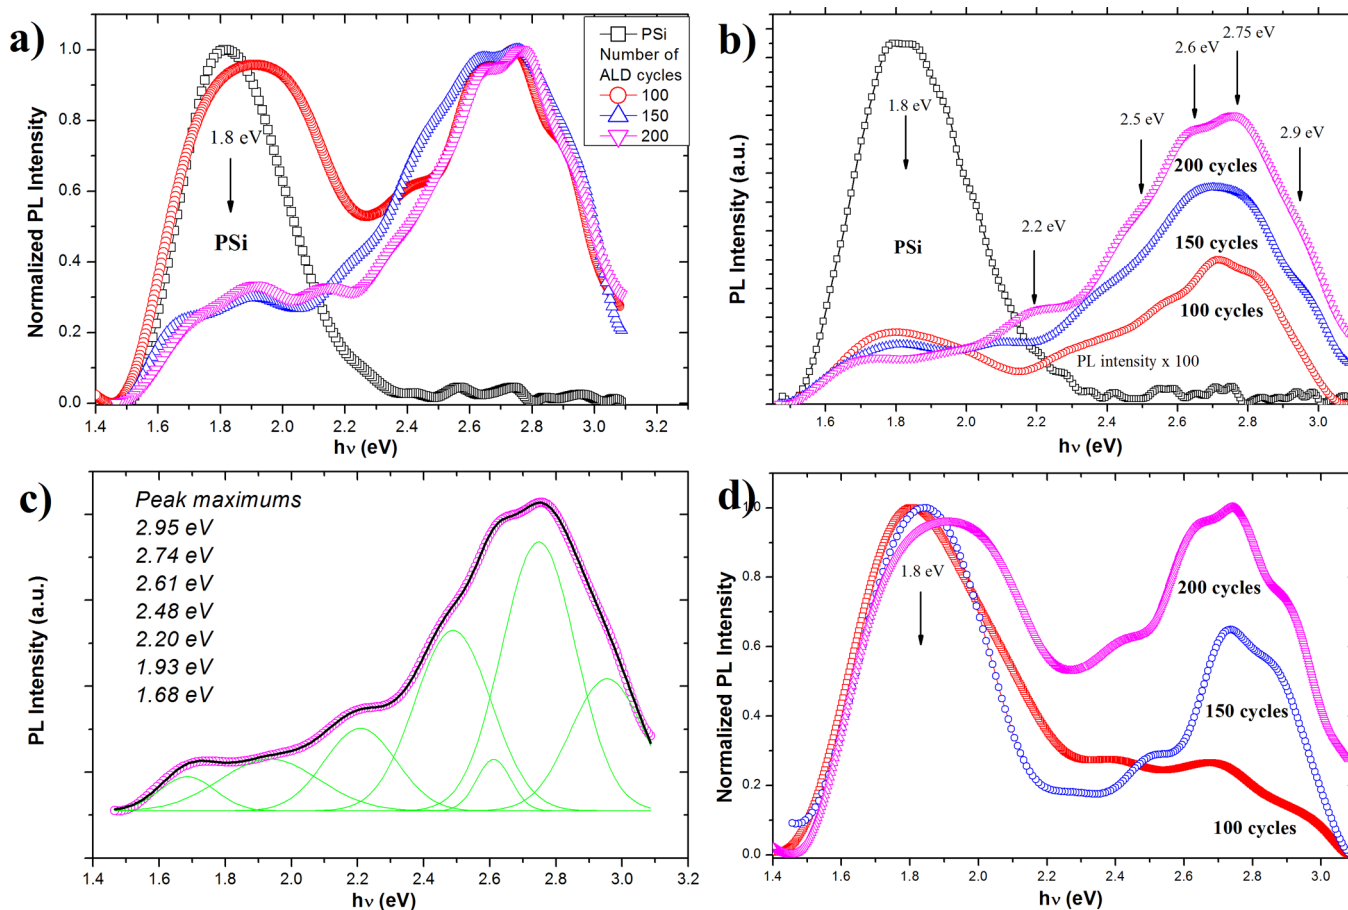 a)
PSi
Number of
ALD cycles
100
150
200
1.8 eV
PSi
Normalized PL Intensity
1.0
0.8
0.6
0.4
0.2
0.0
1.4 1.6 1.8 2.0 2.2 2.4 2.6 2.8 3.0 3.2
hν (eV)
b)
2.6 eV
2.75 eV
1.8 eV
2.5 eV
2.9 eV
200 cycles
2.2 eV
PSi
150 cycles
100 cycles
PL intensity x 100
PL Intensity (a.u.)
1.6 1.8 2.0 2.2 2.4 2.6 2.8 3.0
hν (eV)
c)
Peak maximums
2.95 eV
2.74 eV
2.61 eV
2.48 eV
2.20 eV
1.93 eV
1.68 eV
PL Intensity (a.u.)
1.4 1.6 1.8 2.0 2.2 2.4 2.6 2.8 3.0 3.2
hν (eV)
d)
1.8 eV
200 cycles
150 cycles
100 cycles
Normalized PL Intensity
1.0
0.8
0.6
0.4
0.2
0.0
1.4 1.6 1.8 2.0 2.2 2.4 2.6 2.8 3.0
hν (eV)